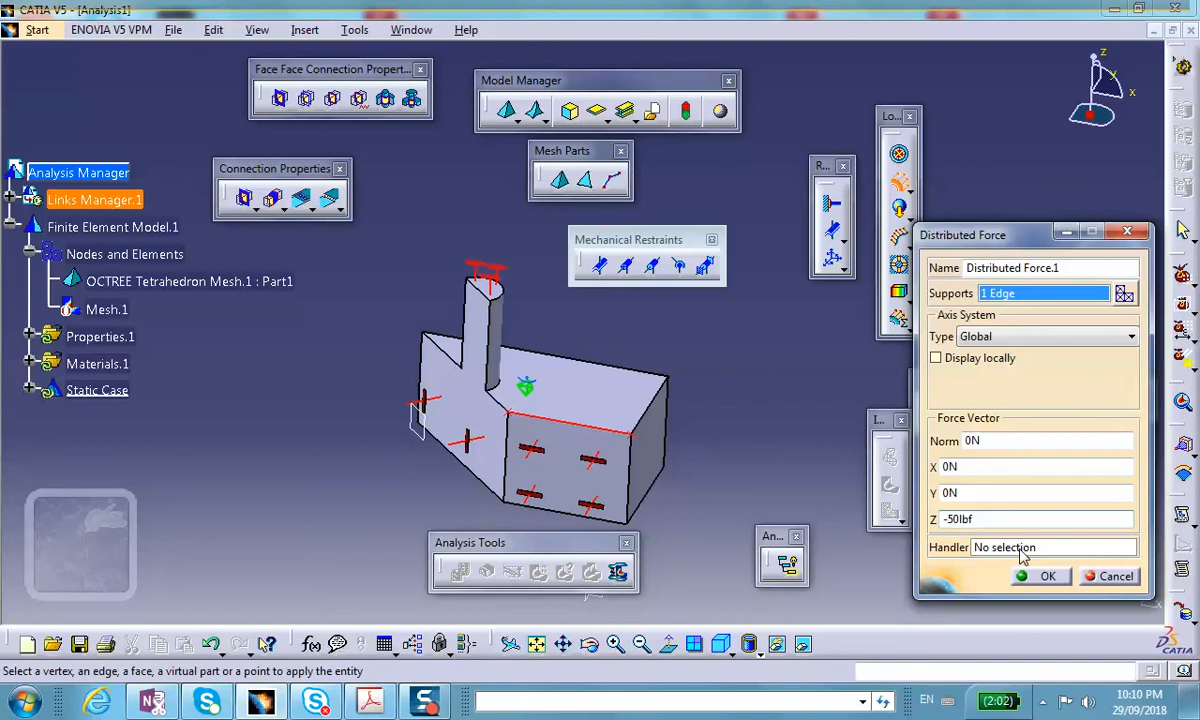 CATIA V5 - [Analysis1]
Start
ENOVIA V5 VPM
File
Edit
View
Insert
Tools
Window
Help
Face Face Connection Propert...
Model Manager
Lo...
Mesh Parts
R...
Analysis Manager
Connection Properties
Links Manager.1
Finite Element Model.1
Mechanical Restraints
Nodes and Elements
OCTREE Tetrahedron Mesh.1 : Part1
Mesh.1
Properties.1
Materials.1
Static Case
z
y
x
Distributed Force
Name Distributed Force.1
Supports 1 Edge
Axis System
Type Global
Display locally
Force Vector
Norm 0N
X 0N
Y 0N
Z -50lbf
Handler No selection
OK
Cancel
I...
Analysis Tools
An...
f(x)
CATIA
Select a vertex, an edge, a face, a virtual part or a point to apply the entity
EN
(2:02)
10:10 PM
29/09/2018